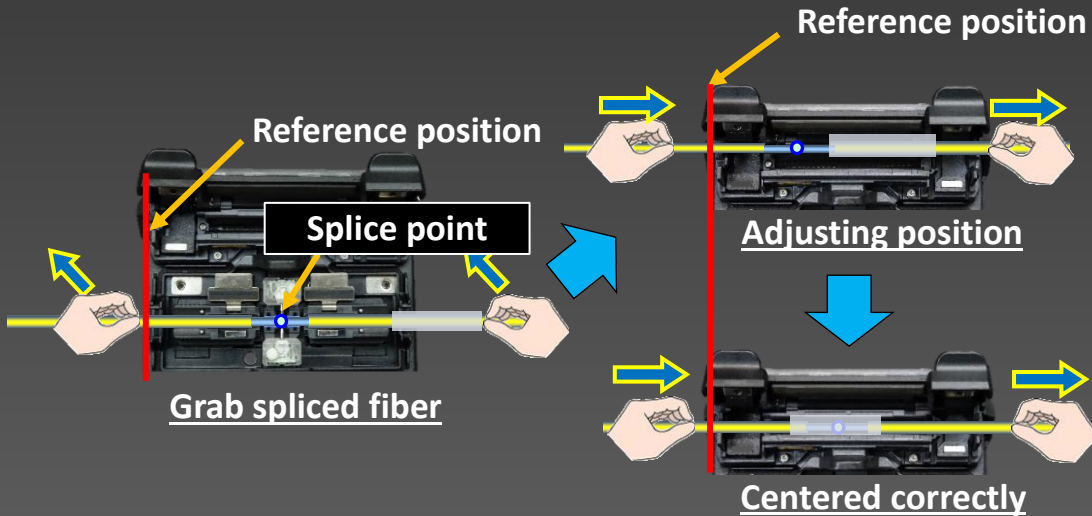 Reference position
Splice point
Grab spliced fiber
Reference position
Adjusting position
Centered correctly